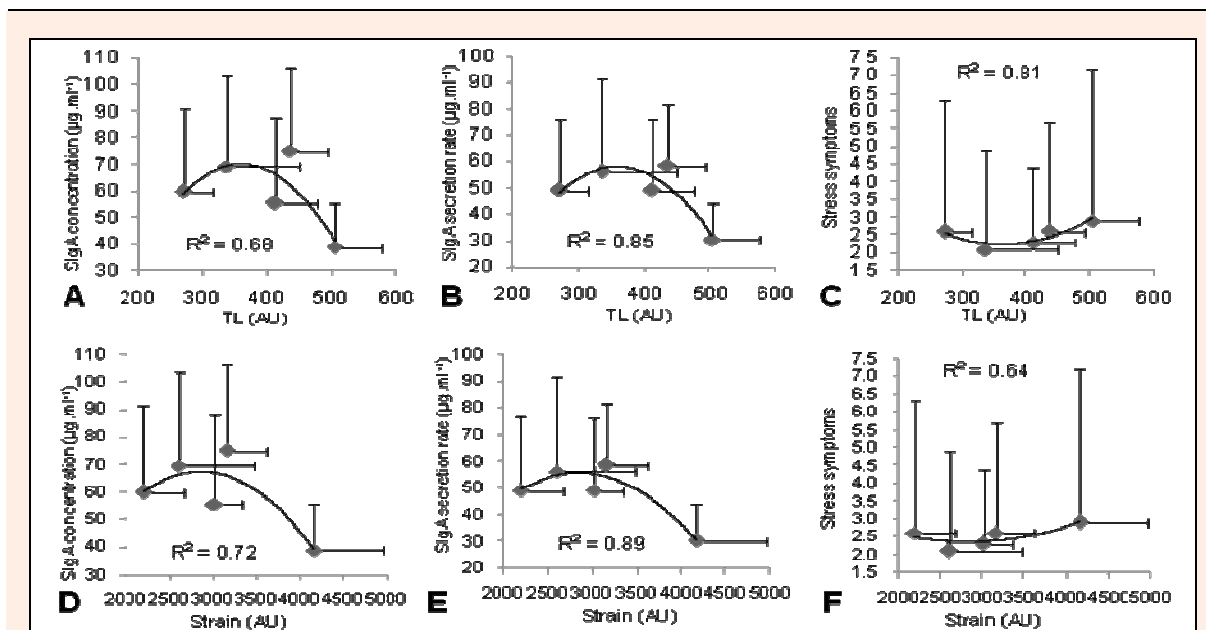 SIgA concentration (µg.ml⁻¹)
110
100
90
80
70
60
50
40
30
R² = 0.68
200 300 400 500 600
A
TL (AU)
SIgA secretion rate (µg.ml⁻¹)
100
90
80
70
60
50
40
30
20
R² = 0.85
200 300 400 500 600
B
TL (AU)
Stress symptoms
7.5
7.0
6.5
6.0
5.5
5.0
4.5
4.0
3.5
3.0
2.5
2.0
1.5
R² = 0.81
200 300 400 500 600
C
TL (AU)
SIgA concentration (µg.ml⁻¹)
110
100
90
80
70
60
50
40
30
R² = 0.72
2000 2500 3000 3500 4000 4500 5000
D
Strain (AU)
SIgA secretion rate (µg.ml⁻¹)
100
90
80
70
60
50
40
30
20
R² = 0.89
2000 2500 3000 3500 4000 4500 5000
E
Strain (AU)
Stress symptoms
7.5
7.0
6.5
6.0
5.5
5.0
4.5
4.0
3.5
3.0
2.5
2.0
1.5
R² = 0.64
2000 2500 3000 3500 4000 4500 5000
F
Strain (AU)